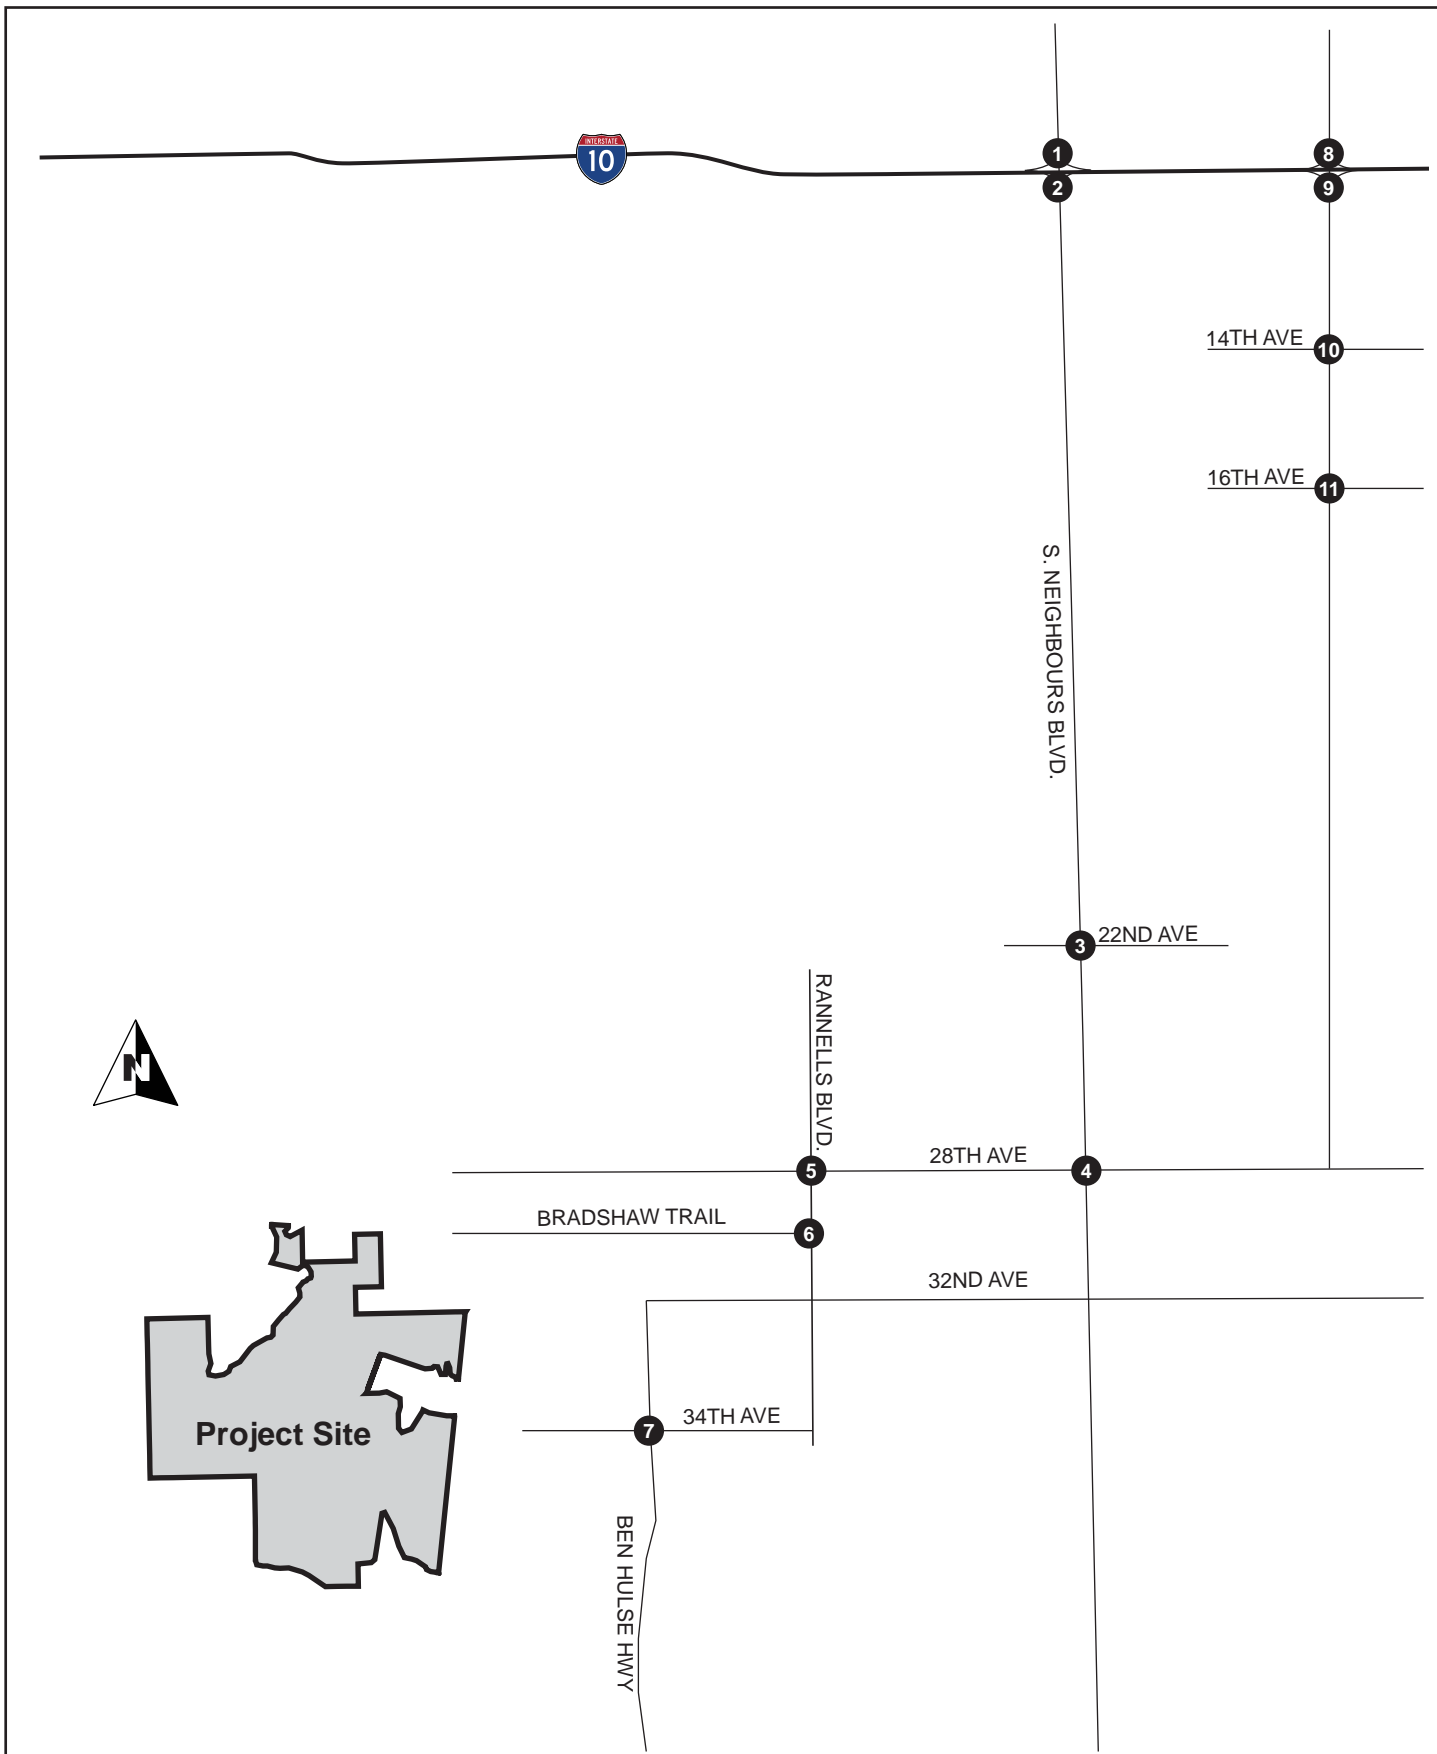 INTERSTATE
10
1
8
2
9
14TH AVE
10
16TH AVE
11
S. NEIGHBOURS BLVD.
3
22ND AVE
RANNELLS BLVD.
N
28TH AVE
5
4
BRADSHAW TRAIL
6
32ND AVE
34TH AVE
7
Project Site
BEN HULSE HWY